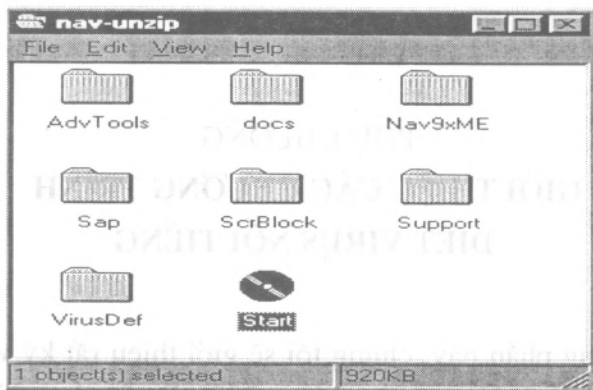 nav-unzip
File Edit View Help
AdvTools docs Nav9xME
Sap ScrBlock Support
VirusDef Start
1 object(s) selected 920KB